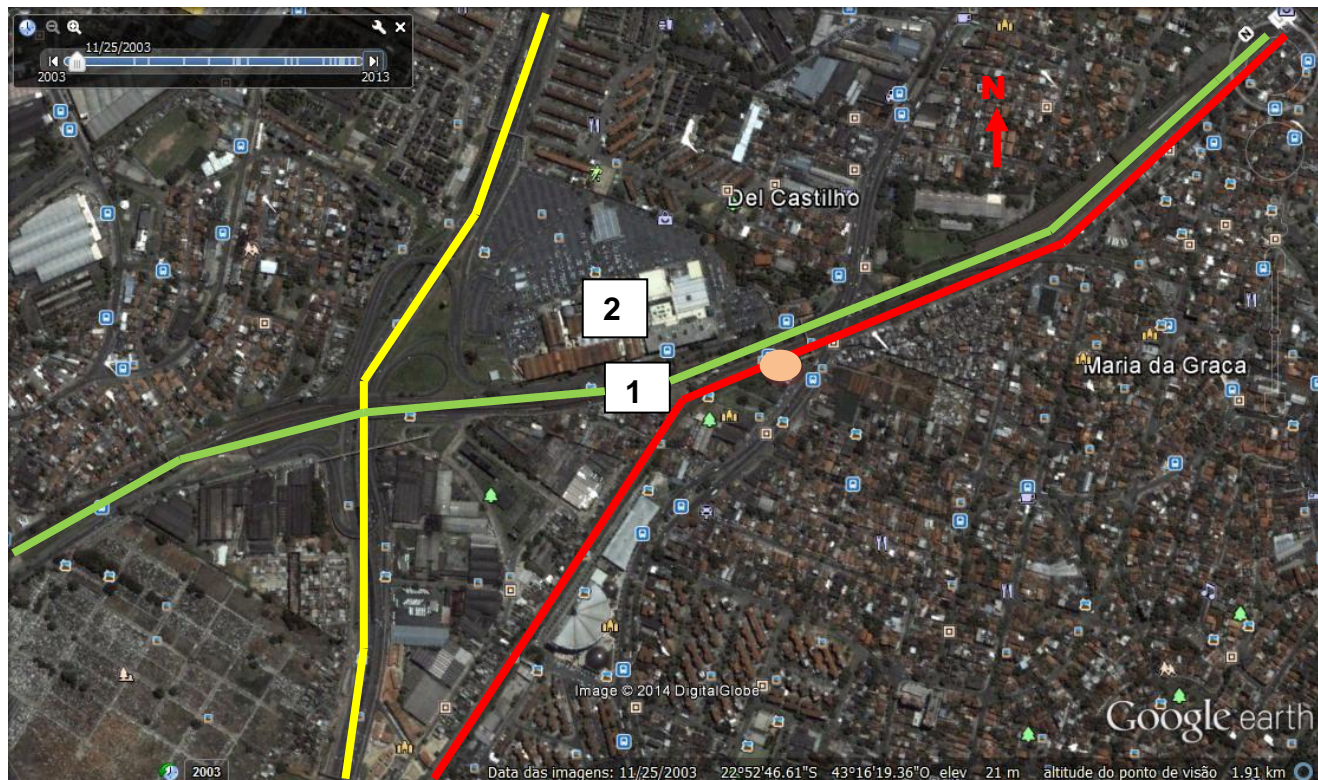 11/25/2003
2003
2013
N
N
Del Castilho
2
Maria da Graca
1
Image © 2014 DigitalGlobe
Google earth
2003
Data das imagens: 11/25/2003 22°52'46.61"S 43°16'19.36"O elev 21 m altitude do ponto de visão 1.91 km